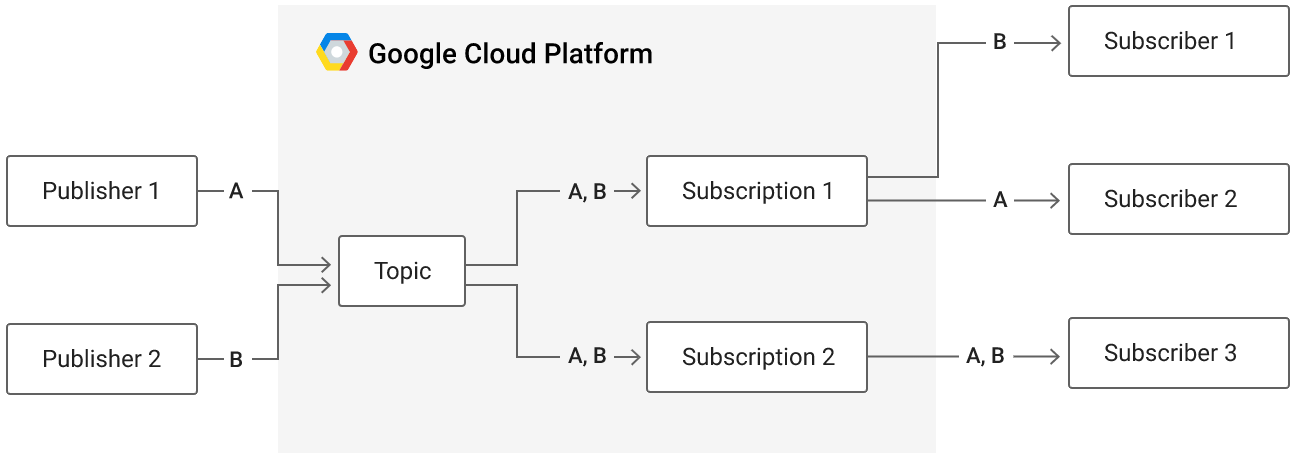 Google Cloud Platform
B
Subscriber 1
Publisher 1
A
A, B
Subscription 1
A
Subscriber 2
Topic
Publisher 2
B
A, B
Subscription 2
A, B
Subscriber 3